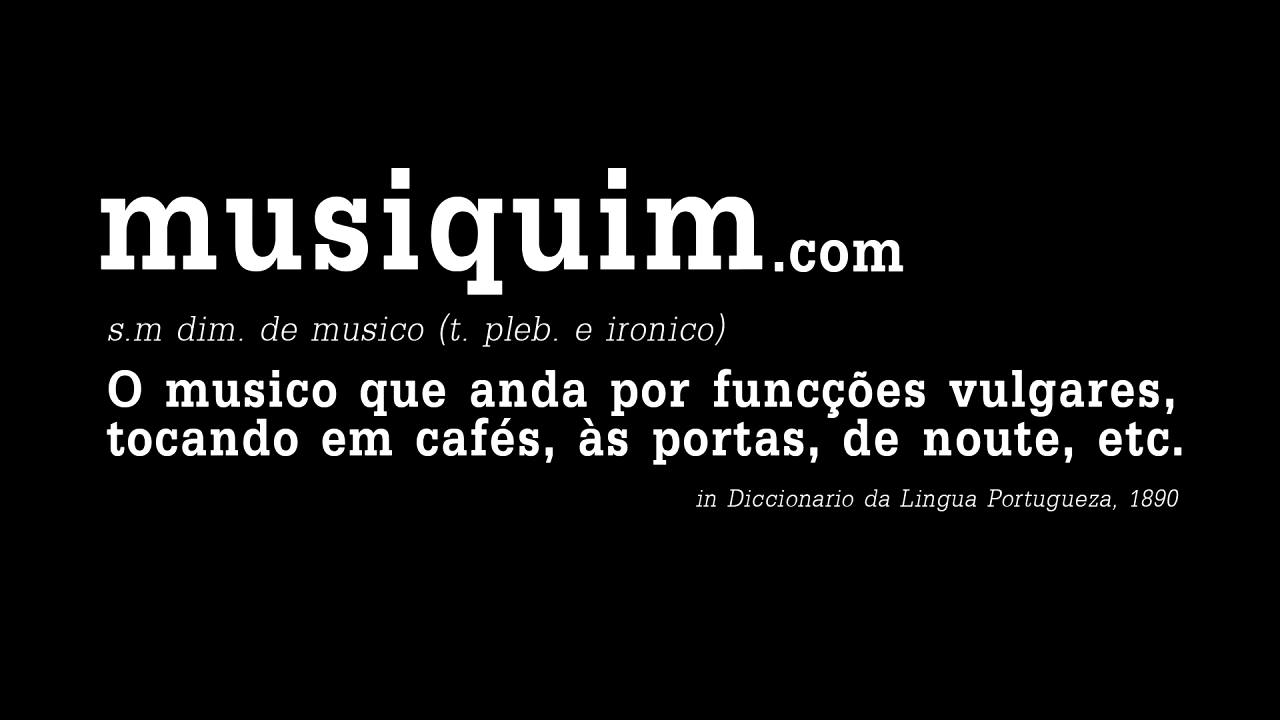 musiquim.com
s.m dim. de musico (t. pleb. e ironico)
O musico que anda por funcções vulgares,
tocando em cafés, às portas, de noute, etc.
in Diccionario da Lingua Portugueza, 1890